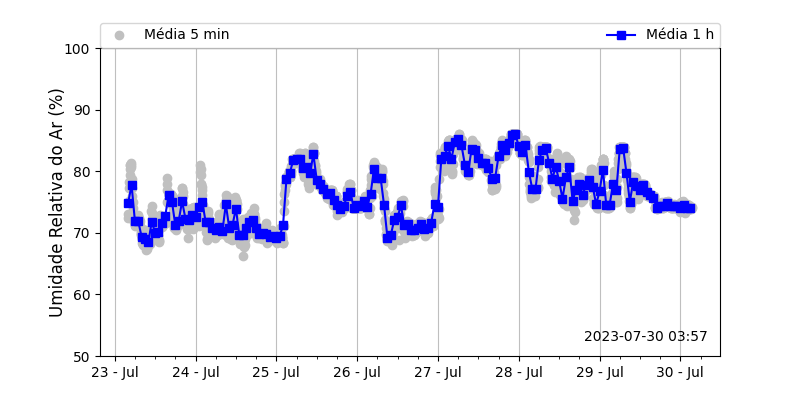 Média 5 min
Média 1 h
Umidade Relativa do Ar (%)
100
90
80
70
60
50
2023-07-30 03:57
23 - Jul
24 - Jul
25 - Jul
26 - Jul
27 - Jul
28 - Jul
29 - Jul
30 - Jul